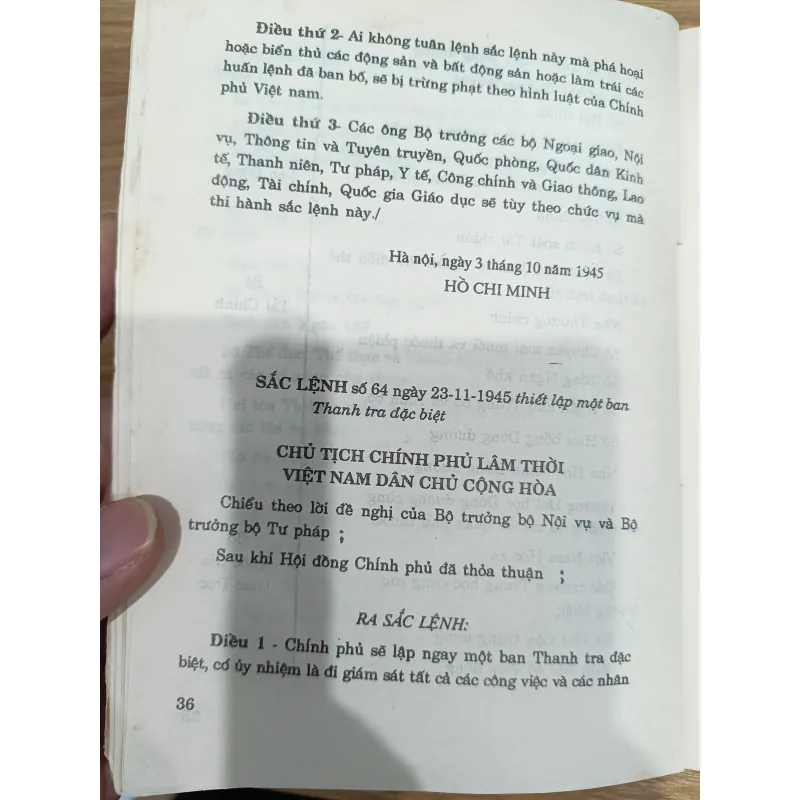 Điều thứ 2- Ai không tuân lệnh sắc lệnh này mà phá hoại
hoặc biển thủ các động sản và bất động sản hoặc làm trái các
huấn lệnh đã ban bố, sẽ bị trừng phạt theo hình luật của Chính
phủ Việt nam.
Điều thứ 3- Các ông Bộ trưởng các bộ Ngoại giao, Nội
vụ, Thông tin và Tuyên truyền, Quốc phòng, Quốc dân Kinh
tế, Thanh niên, Tư pháp, Y tế, Công chính và Giao thông, Lao
động, Tài chính, Quốc gia Giáo dục sẽ tùy theo chức vụ mà
thi hành sắc lệnh này./
Hà nội, ngày 3 tháng 10 năm 1945
HỒ CHI MINH
SẮC LỆNH số 64 ngày 23-11-1945 thiết lập một ban
Thanh tra đặc biệt
CHỦ TỊCH CHÍNH PHỦ LÂM THỜI
VIỆT NAM DÂN CHỦ CỘNG HÒA
Chiểu theo lời đề nghị của Bộ trưởng bộ Nội vụ và Bộ
trưởng bộ Tư pháp ;
Sau khi Hội đồng Chính phủ đã thỏa thuận ;
RA SẮC LỆNH:
Điều 1 - Chính phủ sẽ lập ngay một ban Thanh tra đặc
biệt, có ủy nhiệm là đi giám sát tất cả các công việc và các nhân
36